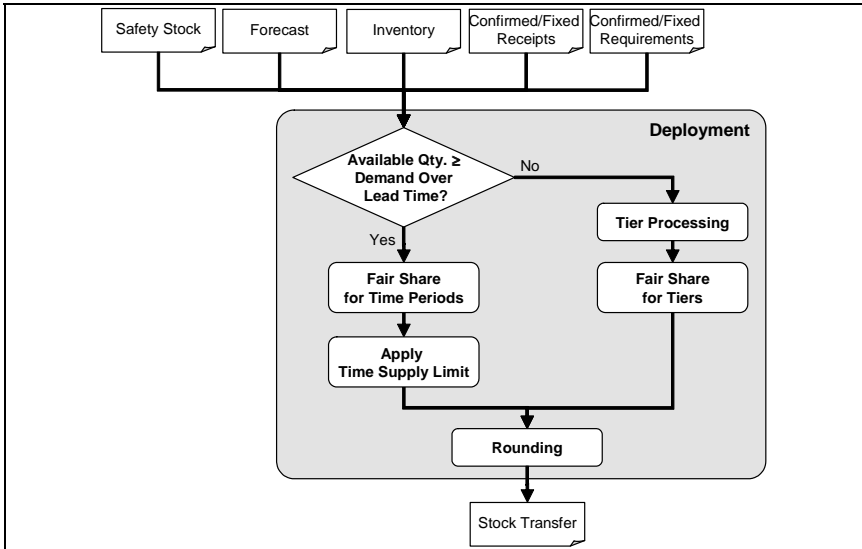 Safety Stock
Forecast
Inventory
Confirmed/Fixed
Receipts
Confirmed/Fixed
Requirements
Deployment
Available Qty. ≥
Demand Over
Lead Time?
No
Yes
Tier Processing
Fair Share
for Time Periods
Fair Share
for Tiers
Apply
Time Supply Limit
Rounding
Stock Transfer